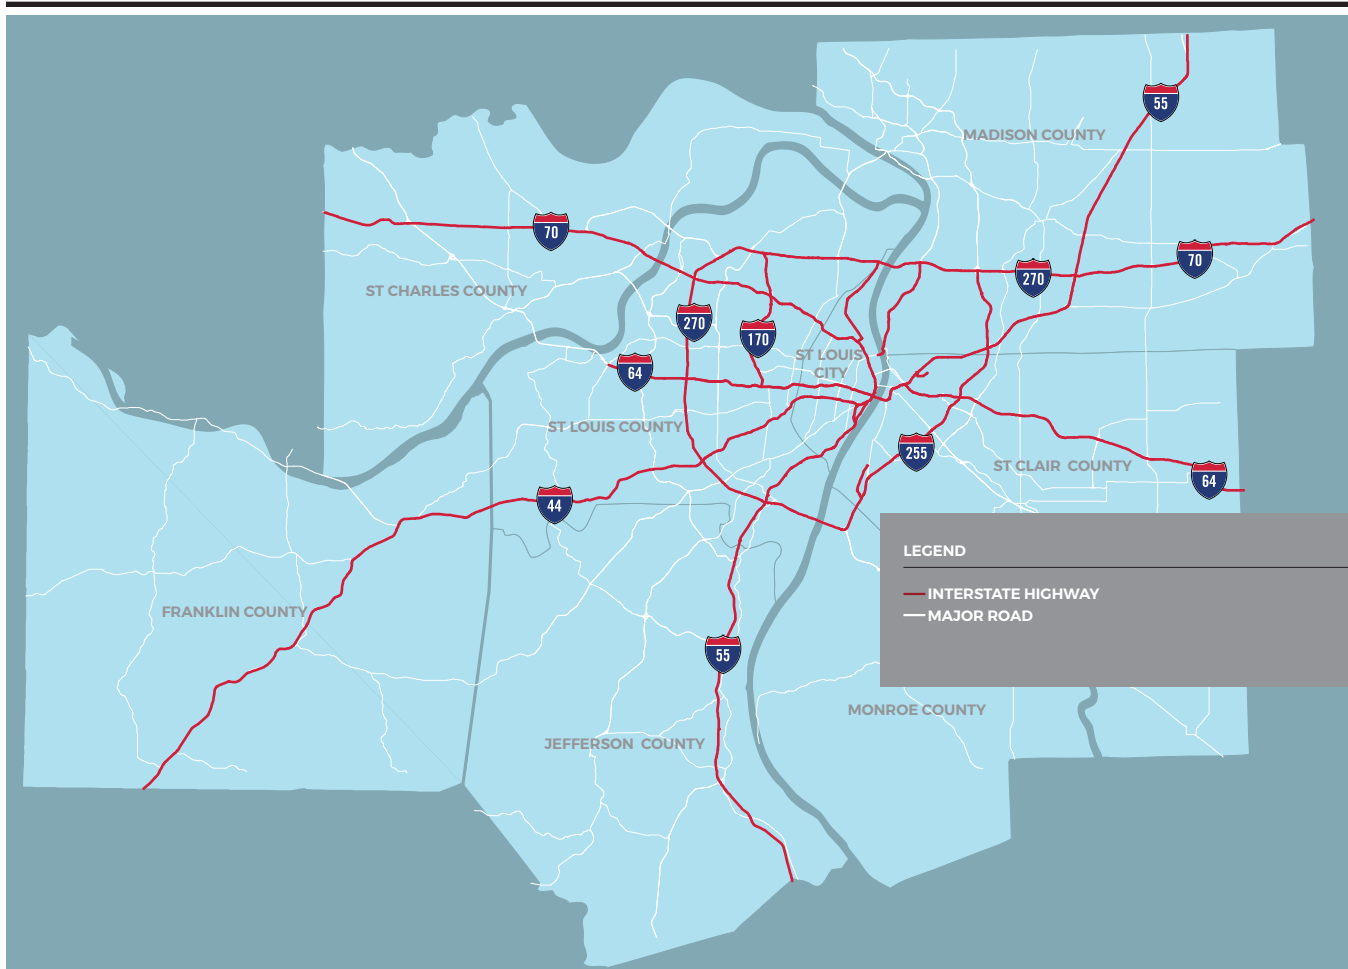 55
MADISON COUNTY
70
70
270
ST CHARLES COUNTY
270
170
ST LOUIS
CITY
64
ST LOUIS COUNTY
255
ST CLAIR COUNTY
64
44
LEGEND
INTERSTATE HIGHWAY
MAJOR ROAD
FRANKLIN COUNTY
55
MONROE COUNTY
JEFFERSON COUNTY